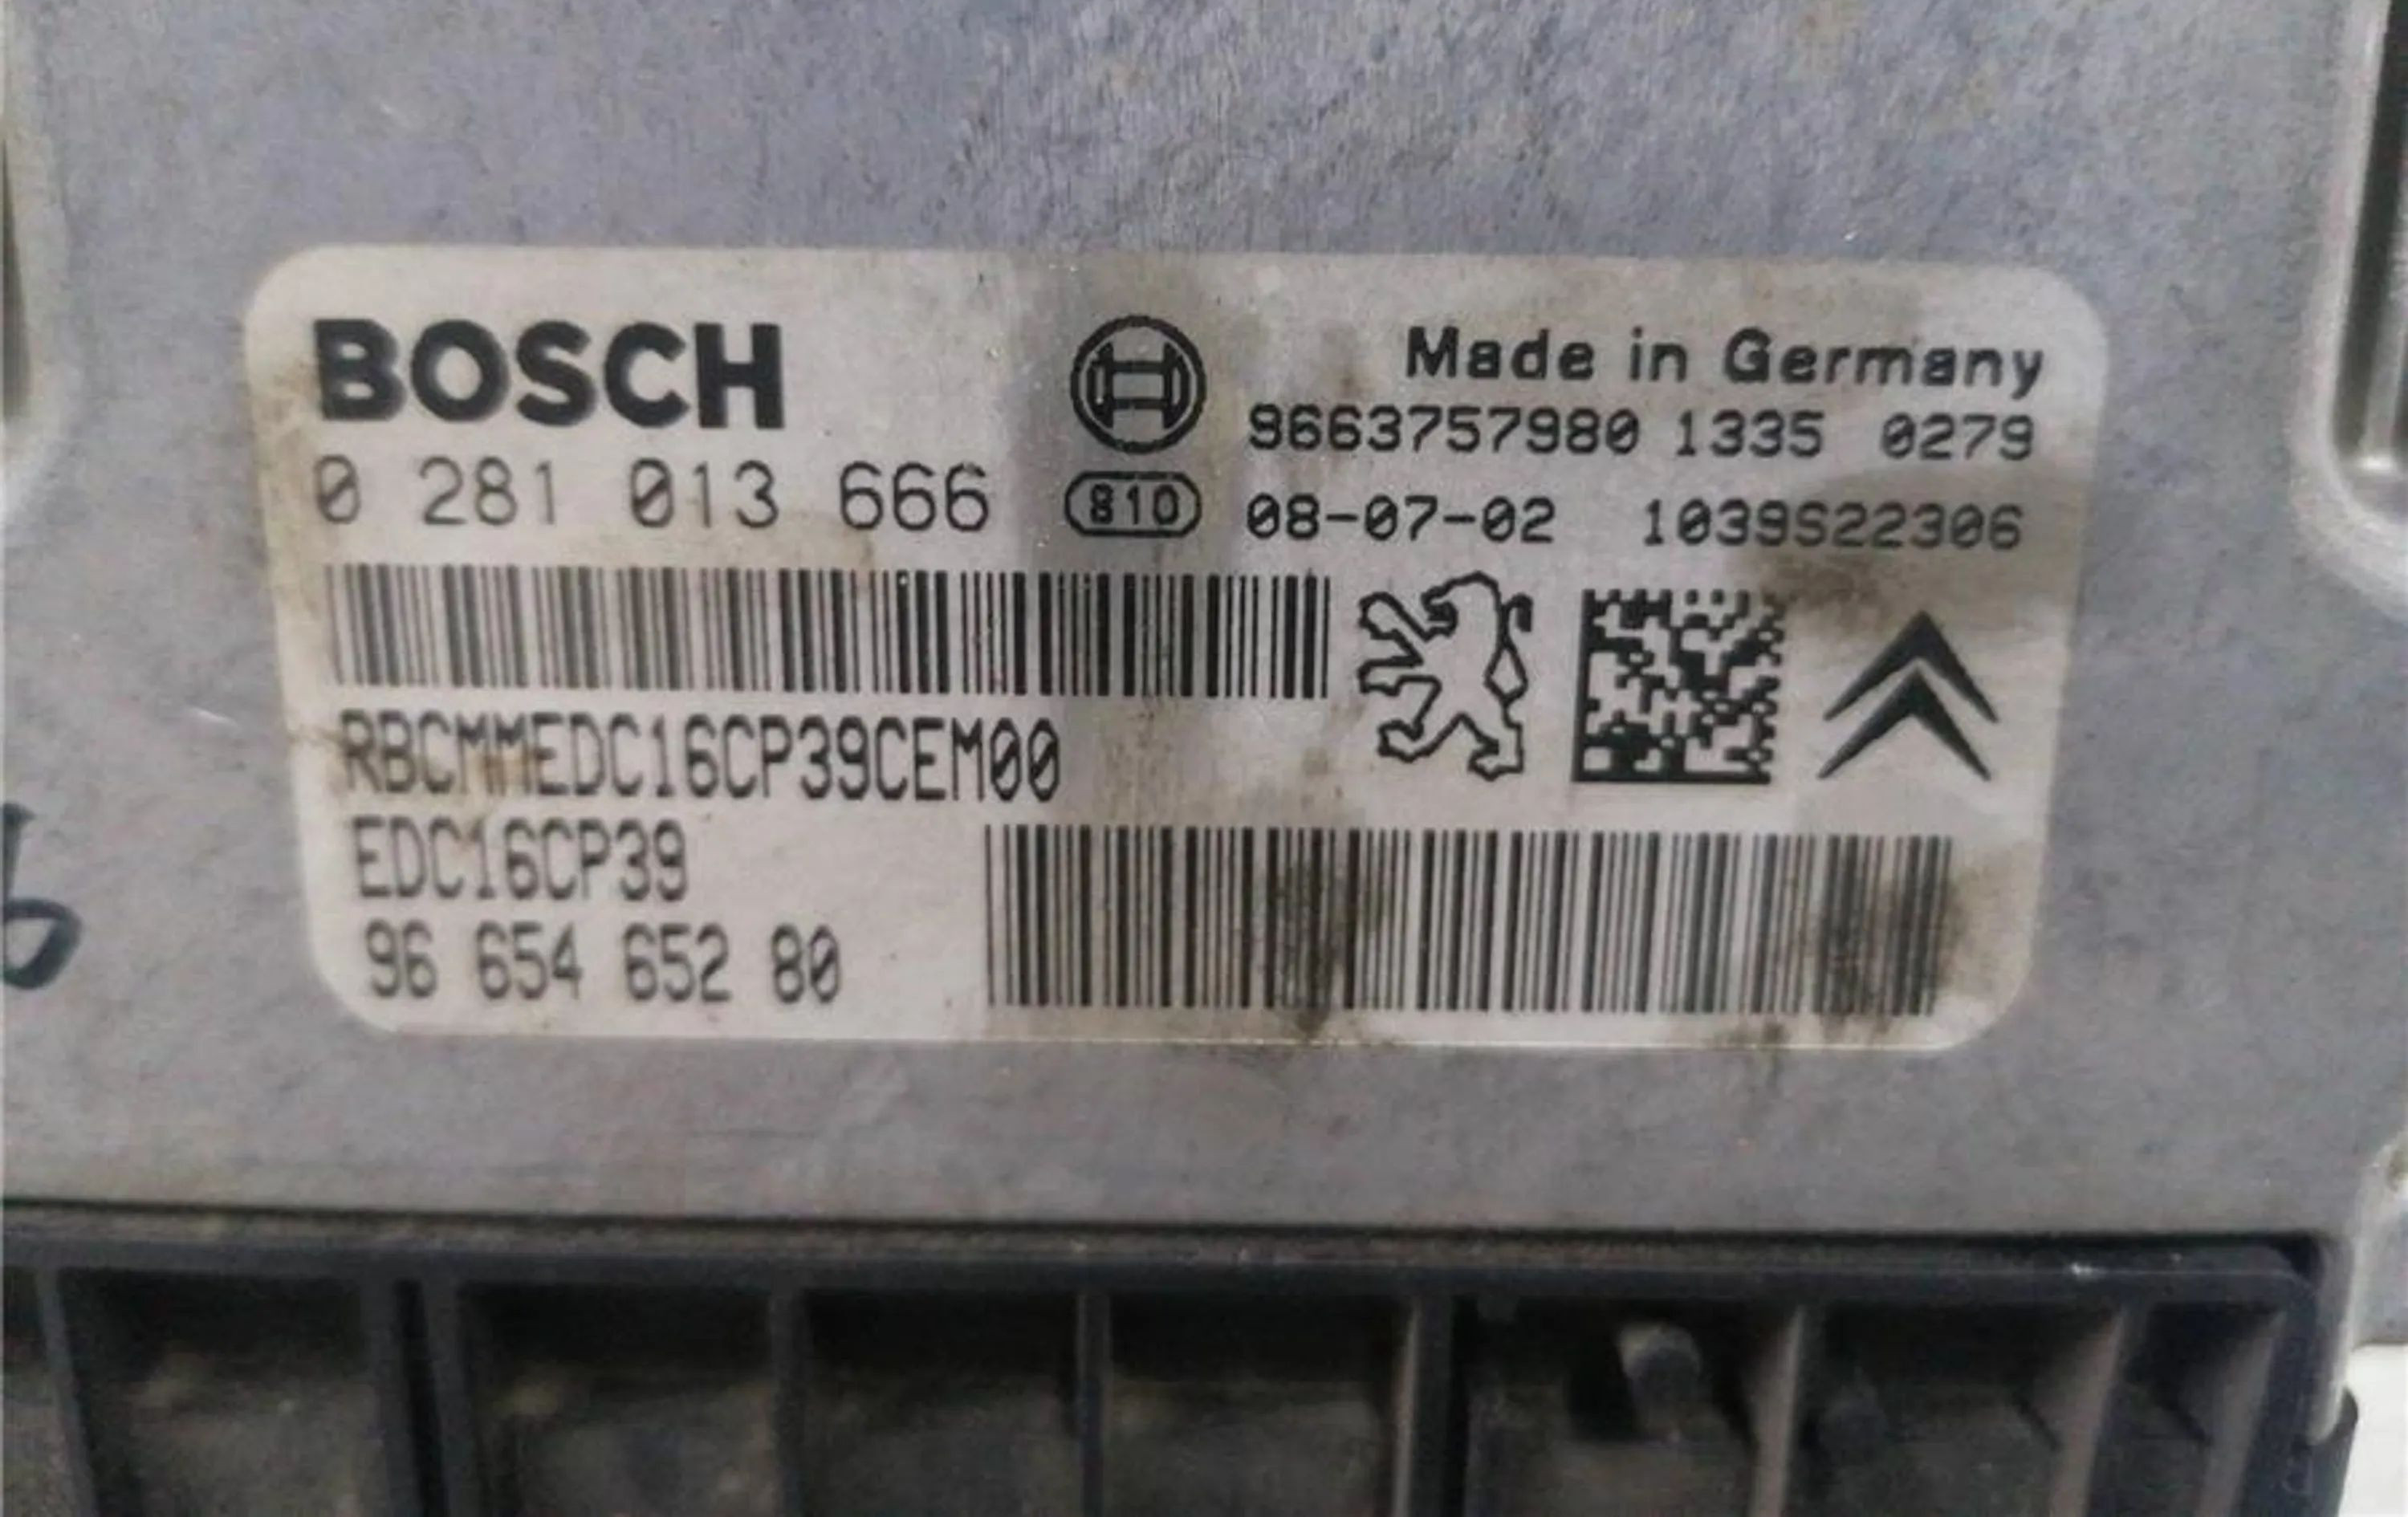 BOSCH
Made in Germany
9663757980 1335 0279
0 281 013 666
810
08-07-02 1039S22306
RBCMMEDC16CP39CEM00
EDC16CP39
96 654 652 80